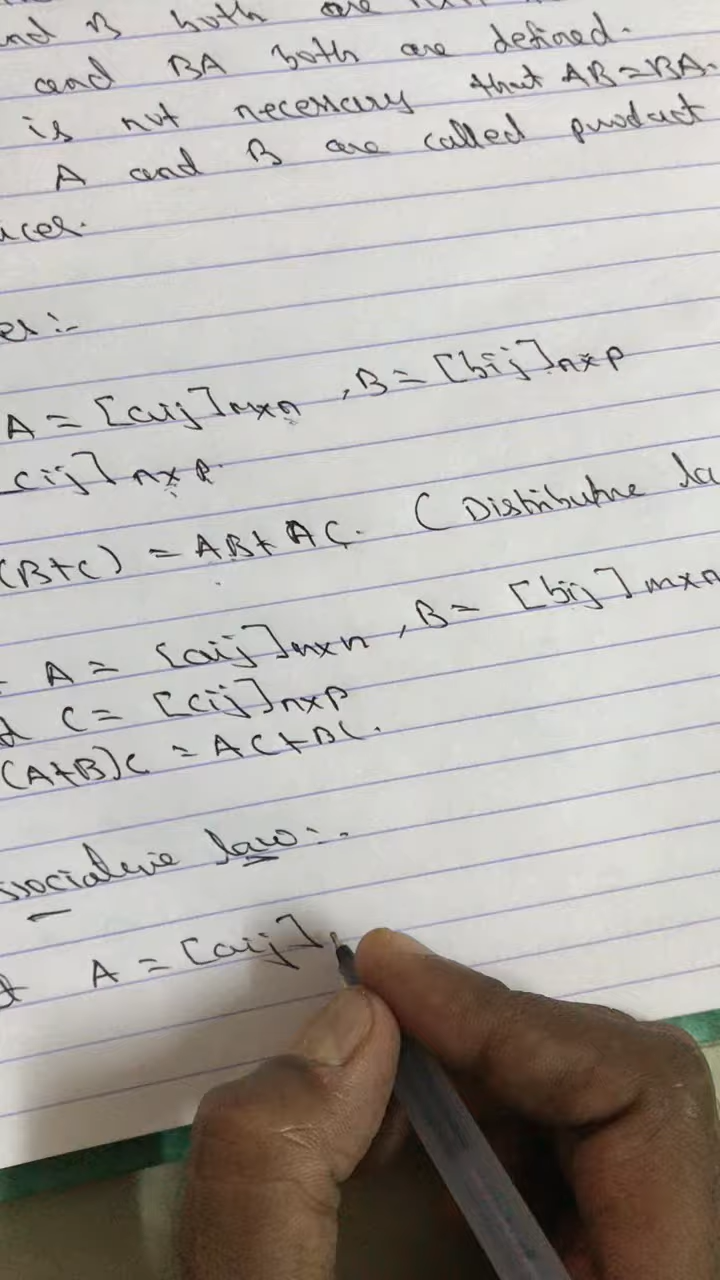 and B both are
and BA both are defined.
is not necessary that AB=BA.
A and B are called product
ices.
es:-
A = [aij]mxn , B = [bij]nxp
[cij] nxp.
(B+C) = AB+AC. ( Distributive la
A = [aij]mxn , B = [bij] mxn
d C = [cij]nxp
(A+B)C = AC+BC.
ssociative law:-
A = [aij]